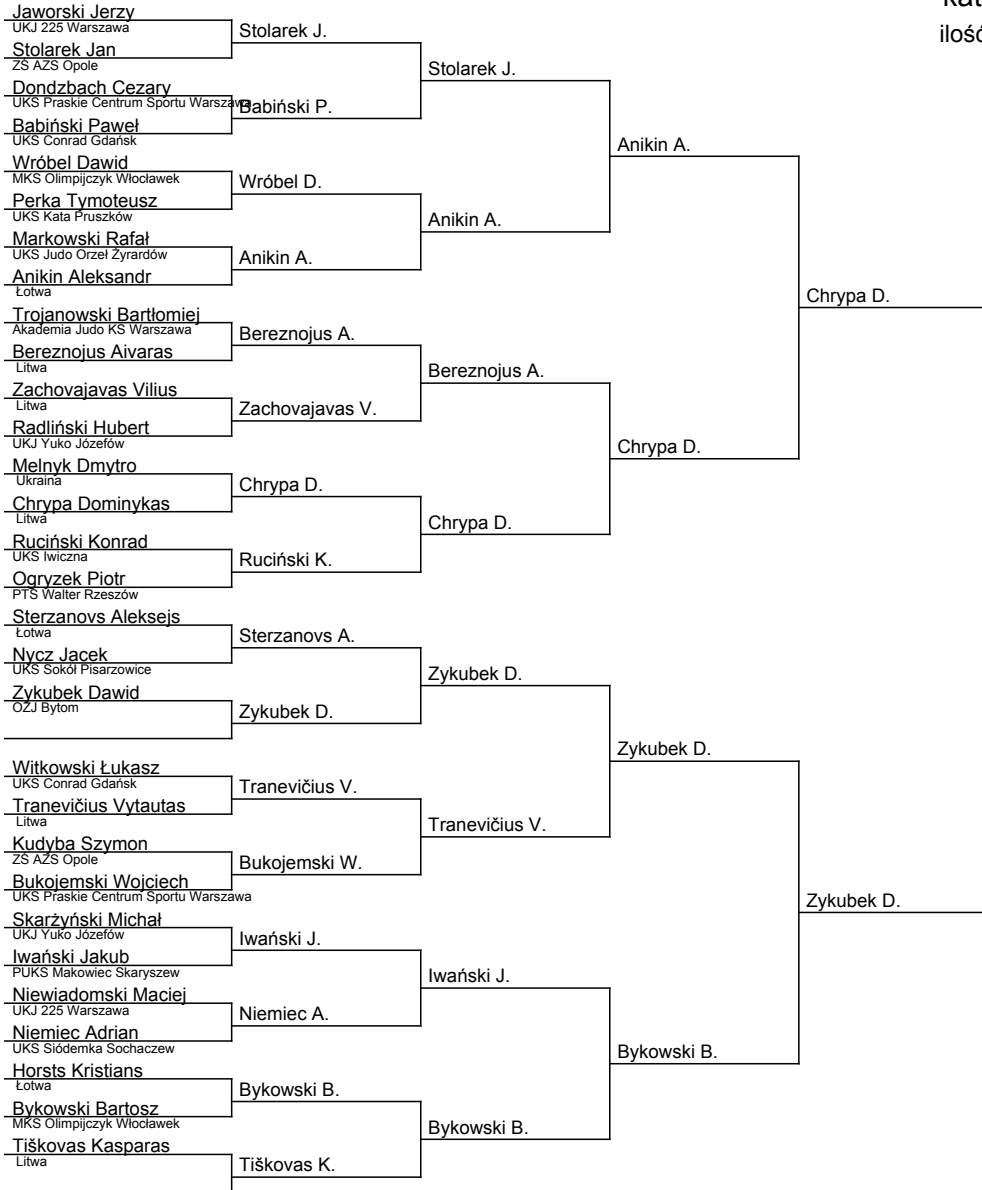 Jaworski Jerzy
UKJ 225 Warszawa
Stolarek Jan
ZŚ AZS Opole
Dondzbach Cezary
UKS Praskie Centrum Sportu Warszawa
Babiński Paweł
UKS Conrad Gdańsk
Wróbel Dawid
MKS Olimpijczyk Włocławek
Perka Tymoteusz
UKS Kata Pruszków
Markowski Rafał
UKS Judo Orzeł Żyrardów
Anikin Aleksandr
Łotwa
Trojanowski Bartłomiej
Akademia Judo KS Warszawa
Bereznojus Aivaras
Litwa
Zachovajavas Vilius
Litwa
Radliński Hubert
UKJ Yuko Józefów
Melnyk Dmytro
Ukraina
Chrypa Dominykas
Litwa
Ruciński Konrad
UKS Iwiczna
Ogryzek Piotr
PTS Walter Rzeszów
Sterzanovs Aleksejs
Łotwa
Nycz Jacek
UKS Sokół Pisarzowice
Zykubek Dawid
OZJ Bytom
Witkowski Łukasz
UKS Conrad Gdańsk
Tranevičius Vytautas
Litwa
Kudyba Szymon
ZŚ AZS Opole
Bukojemski Wojciech
UKS Praskie Centrum Sportu Warszawa
Skarżyński Michał
UKJ Yuko Józefów
Iwański Jakub
PUKS Makowiec Skaryszew
Niewiadomski Maciej
UKJ 225 Warszawa
Niemiec Adrian
UKS Siódemka Sochaczew
Horsts Kristians
Łotwa
Bykowski Bartosz
MKS Olimpijczyk Włocławek
Tiškovas Kasparas
Litwa
Stolarek J.
Babiński P.
Wróbel D.
Anikin A.
Bereznojus A.
Zachovajavas V.
Chrypa D.
Ruciński K.
Sterzanovs A.
Zykubek D.
Tranevičius V.
Bukojemski W.
Iwański J.
Niemiec A.
Bykowski B.
Tiškovas K.
Stolarek J.
Anikin A.
Bereznojus A.
Chrypa D.
Zykubek D.
Tranevičius V.
Iwański J.
Bykowski B.
Anikin A.
Chrypa D.
Zykubek D.
Bykowski B.
Chrypa D.
Zykubek D.
ilość